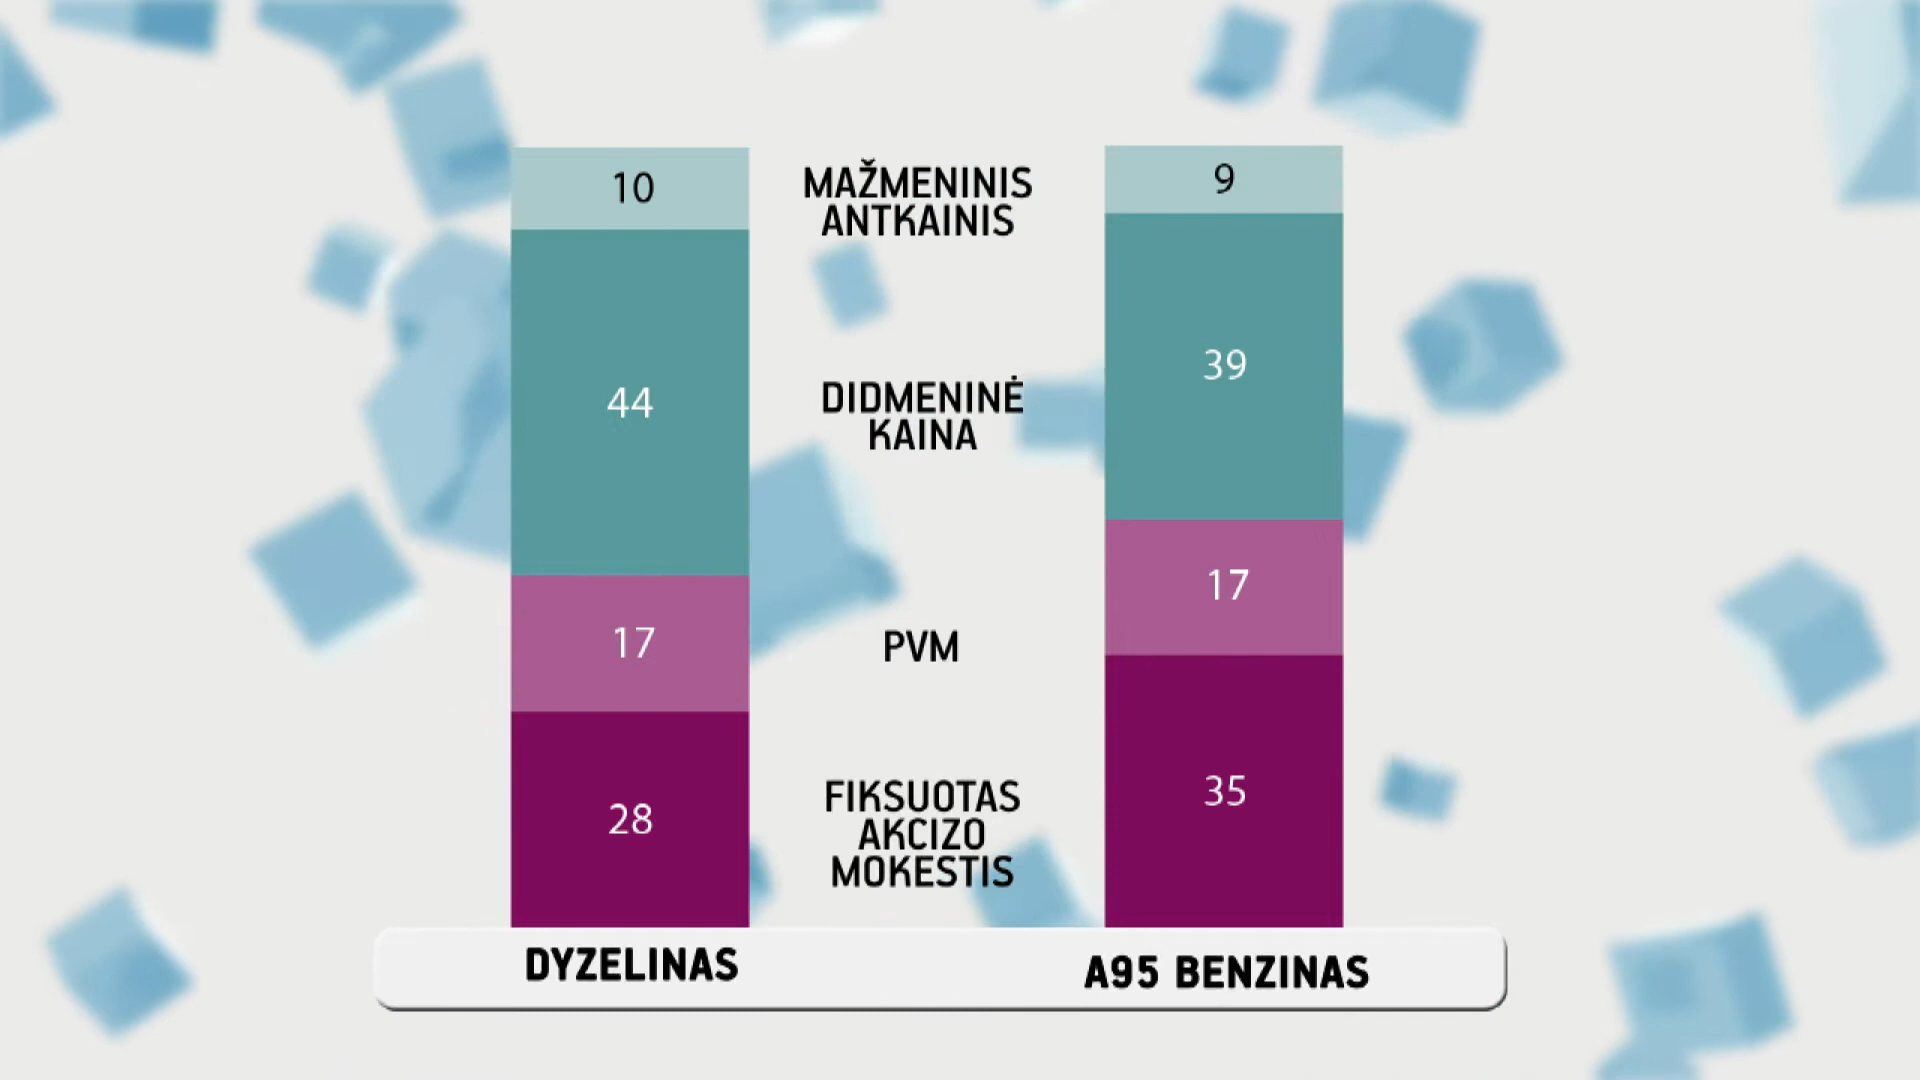 10
MAŽMENINIS
ANTKAINIS
9
44
DIDMENINĖ
KAINA
39
17
PVM
17
28
FIKSUOTAS
AKCIZO
MOKESTIS
35
DYZELINAS
A95 BENZINAS